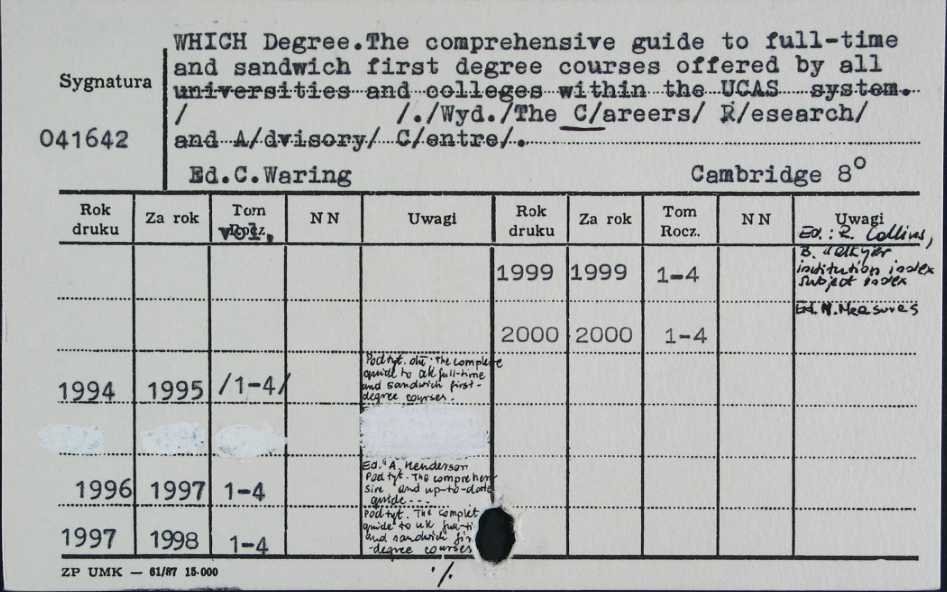 WHICH Degree.The comprehensive guide to full-time
and sandwich first degree courses offered by all
universities and colleges within the UCAS system.
/ /./Wyd./The C/areers/ R/esearch/
and A/dvisory/ C/entre/.
Ed.C.Waring Cambridge 8°
Sygnatura
041642
Rok druku Za rok Tom Rocz. vol. NN Uwagi Rok druku Za rok Tom Rocz. NN Uwagi
Ed.: R. Collins,
1999 1999 1-4 institution index
subject index
2000 2000 1-4 Ed. N. Measures
1994 1995 /1-4/ Podtyt. The complete
guide to uk full-time
and sandwich first-
degree courses.
Ed. A. Henderson
1996 1997 1-4 Podtyt. The comprehen
sive and up-to-date
guide---
1997 1998 1-4 Podtyt. The complet
guide to uk full-ti
and sandwich fir
-degree courses
ZP UMK — 61/87 15·000
·/.